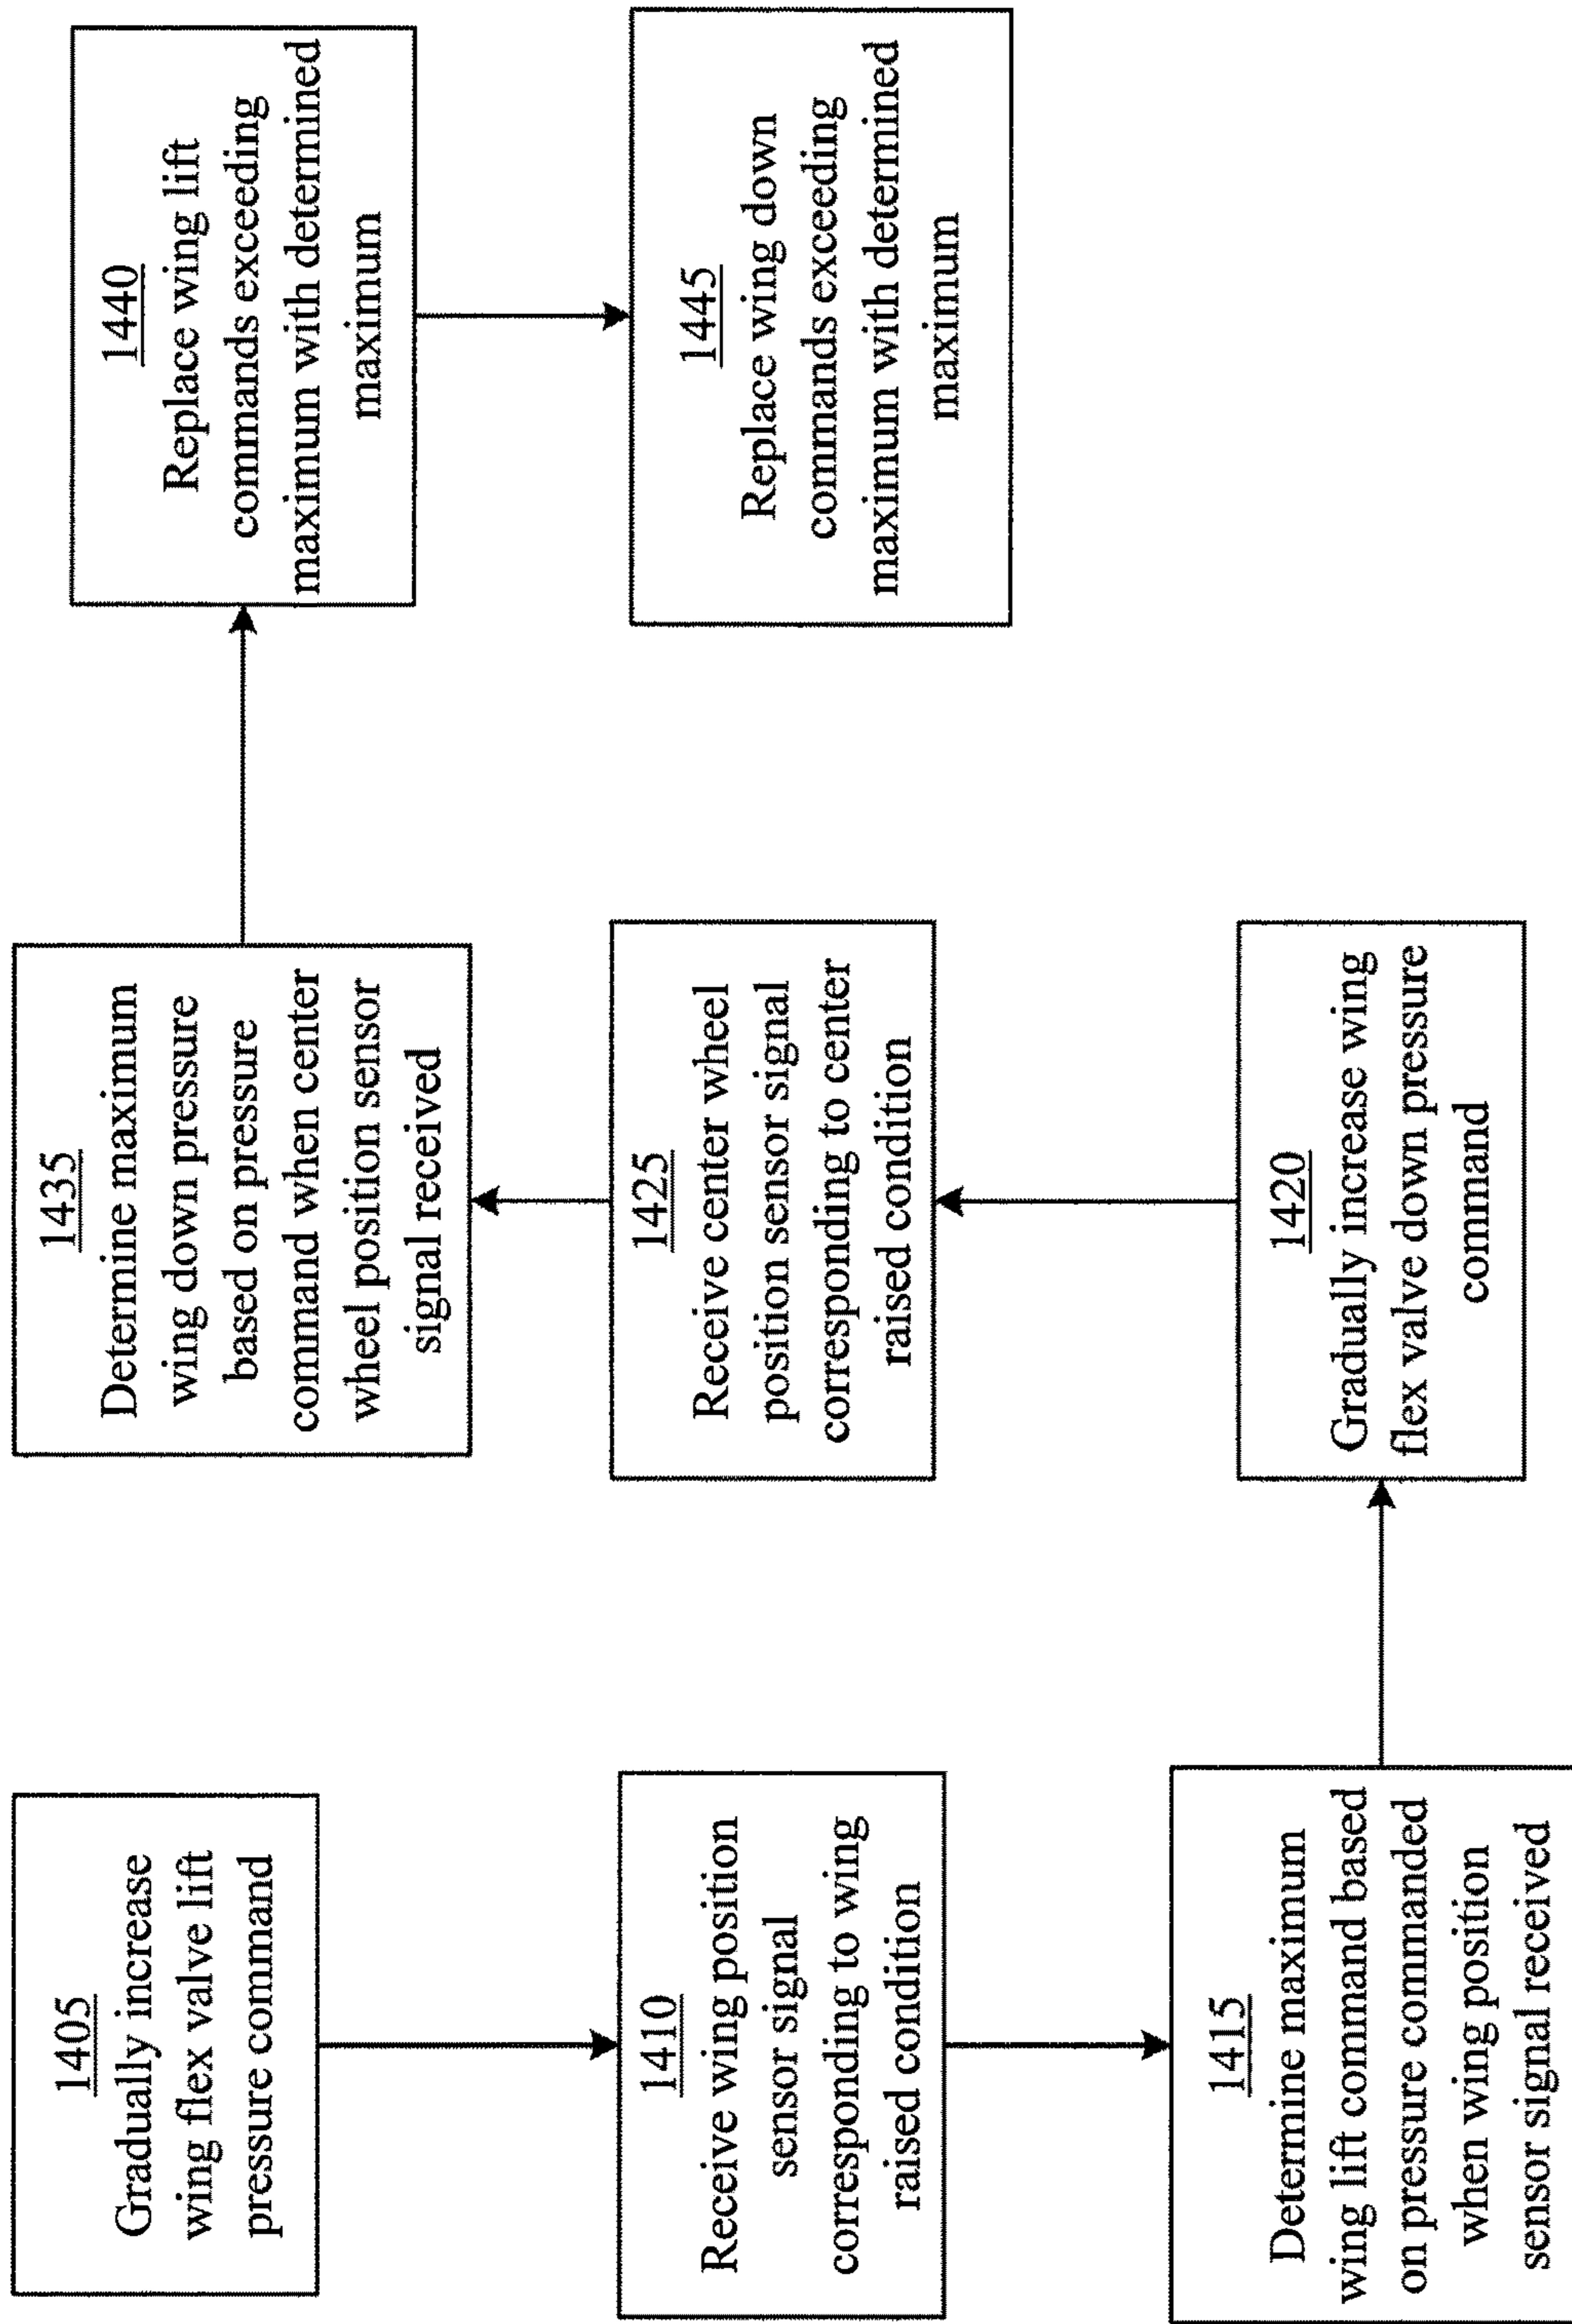 1405
Gradually increase
wing flex valve lift
pressure command
1410
Receive wing position
sensor signal
corresponding to wing
raised condition
1415
Determine maximum
wing lift command based
on pressure commanded
when wing position
sensor signal received
1420
Gradually increase wing
flex valve down pressure
command
1425
Receive center wheel
position sensor signal
corresponding to center
raised condition
1435
Determine maximum
wing down pressure
based on pressure
command when center
wheel position sensor
signal received
1440
Replace wing lift
commands exceeding
maximum with determined
maximum
1445
Replace wing down
commands exceeding
maximum with determined
maximum